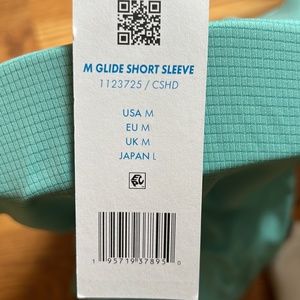 M GLIDE SHORT SLEEVE
1123725 / CSHD
USA M
EU M
UK M
JAPAN L
1 95719 37895 0